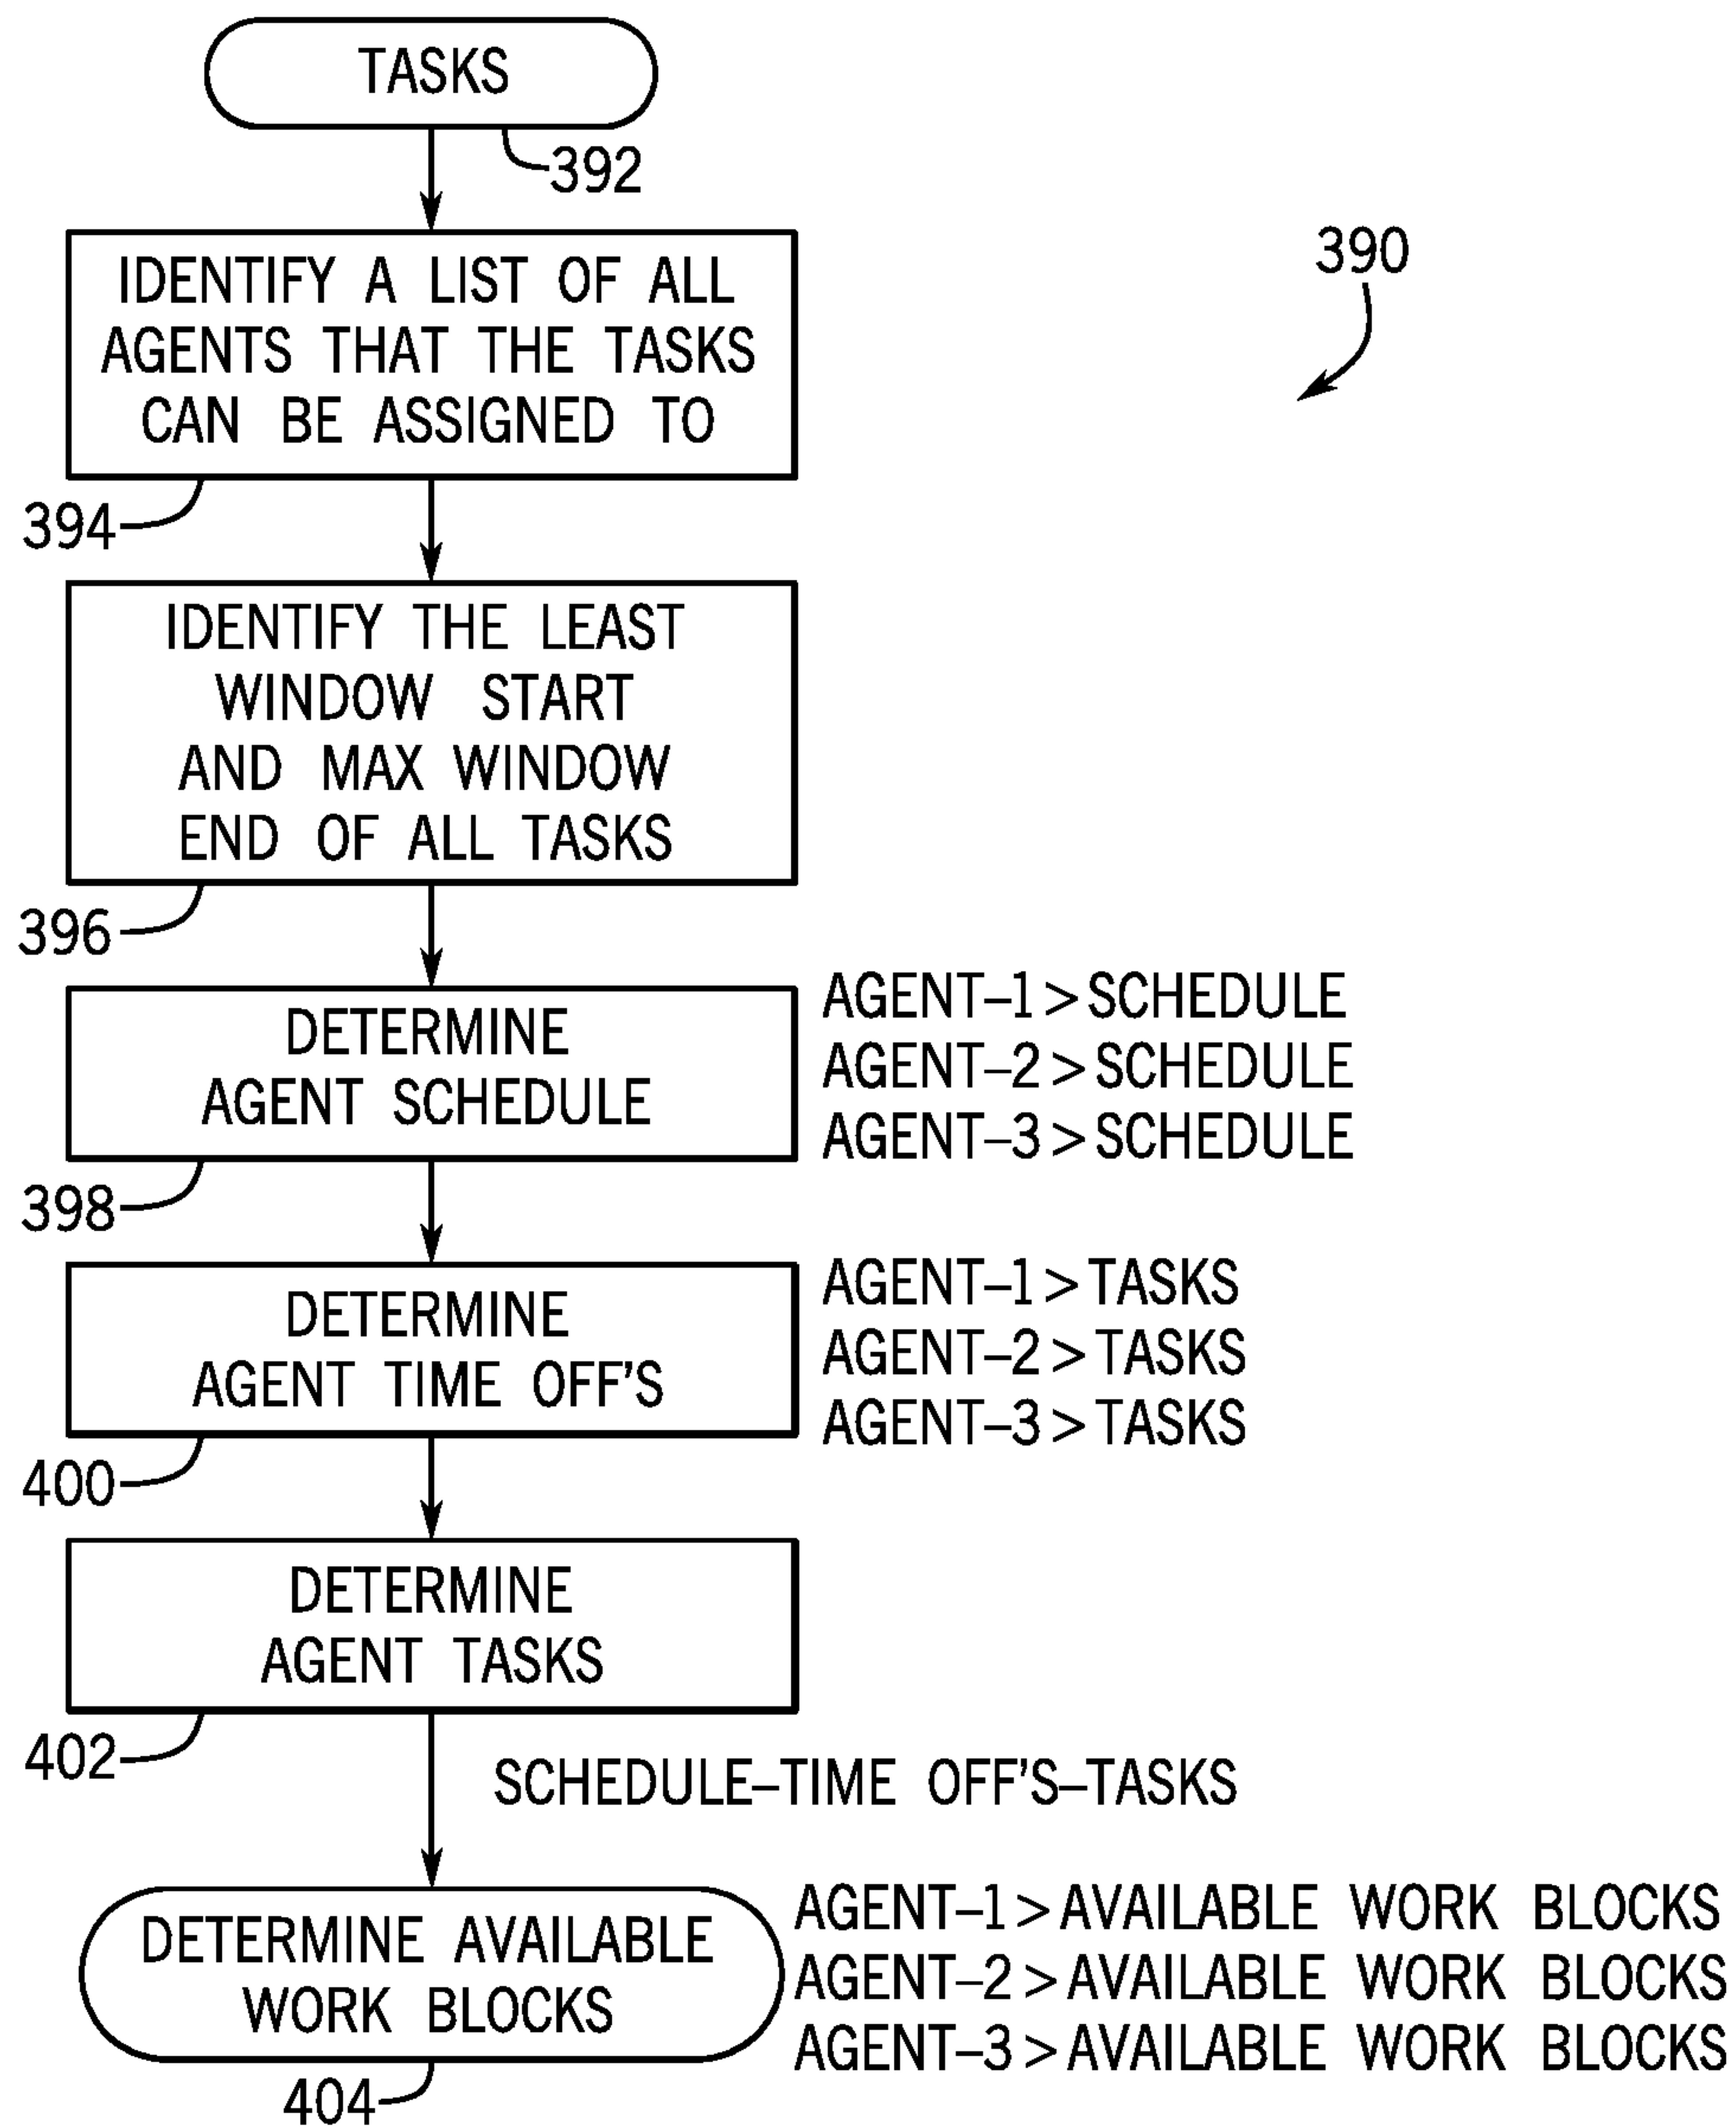 TASKS
392
390
IDENTIFY A LIST OF ALL
AGENTS THAT THE TASKS
CAN BE ASSIGNED TO
394
IDENTIFY THE LEAST
WINDOW START
AND MAX WINDOW
END OF ALL TASKS
396
DETERMINE
AGENT SCHEDULE
AGENT–1 > SCHEDULE
AGENT–2 > SCHEDULE
AGENT–3 > SCHEDULE
398
DETERMINE
AGENT TIME OFF'S
AGENT–1 > TASKS
AGENT–2 > TASKS
AGENT–3 > TASKS
400
DETERMINE
AGENT TASKS
402
SCHEDULE–TIME OFF'S–TASKS
DETERMINE AVAILABLE
WORK BLOCKS
AGENT–1 > AVAILABLE WORK BLOCKS
AGENT–2 > AVAILABLE WORK BLOCKS
AGENT–3 > AVAILABLE WORK BLOCKS
404